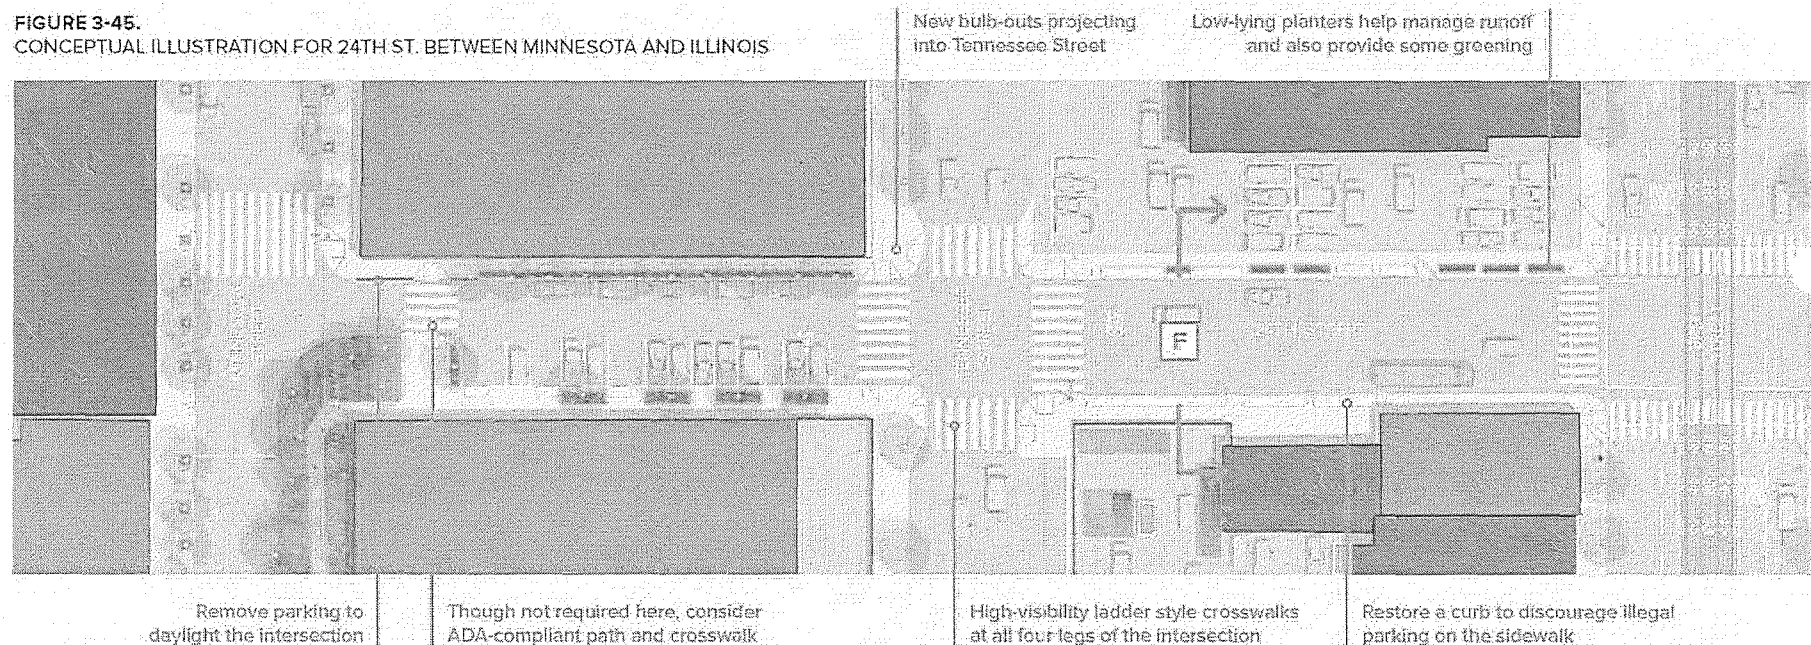 FIGURE 3-45.
CONCEPTUAL ILLUSTRATION FOR 24TH ST. BETWEEN MINNESOTA AND ILLINOIS
New bulb-outs projecting
into Tennessee Street
Low-lying planters help manage runoff
and also provide some greening
F
Remove parking to
daylight the intersection
Though not required here, consider
ADA-compliant path and crosswalk
High-visibility ladder style crosswalks
at all four legs of the intersection
Restore a curb to discourage illegal
parking on the sidewalk